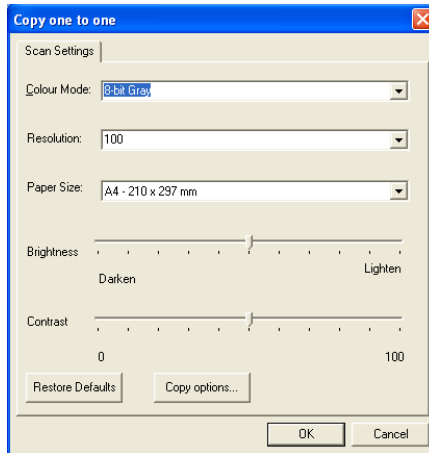 Copy one to one
Scan Settings
Colour Mode: 8-bit Gray
Resolution: 100
Paper Size: A4 - 210 x 297 mm
Brightness
Darken Lighten
Contrast
0 100
Restore Defaults Copy options...
OK Cancel